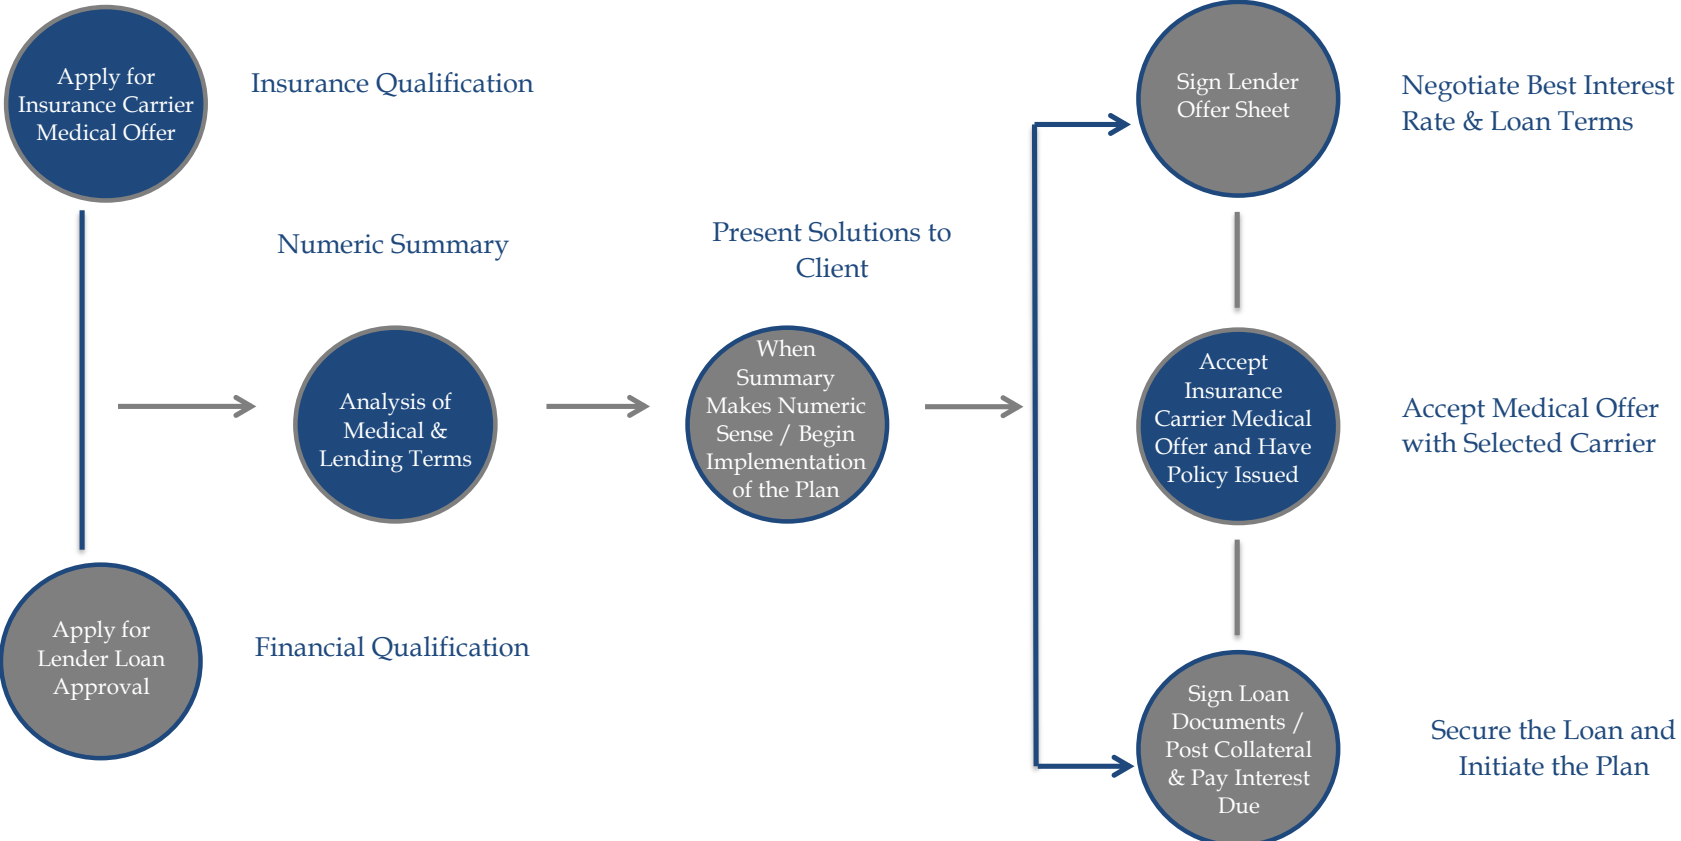 Apply for
Insurance Carrier
Medical Offer
Insurance Qualification
Numeric Summary
Analysis of
Medical &
Lending Terms
Apply for
Lender Loan
Approval
Financial Qualification
Present Solutions to
Client
When
Summary
Makes Numeric
Sense / Begin
Implementation
of the Plan
Sign Lender
Offer Sheet
Negotiate Best Interest
Rate & Loan Terms
Accept
Insurance
Carrier Medical
Offer and Have
Policy Issued
Accept Medical Offer
with Selected Carrier
Sign Loan
Documents /
Post Collateral
& Pay Interest
Due
Secure the Loan and
Initiate the Plan